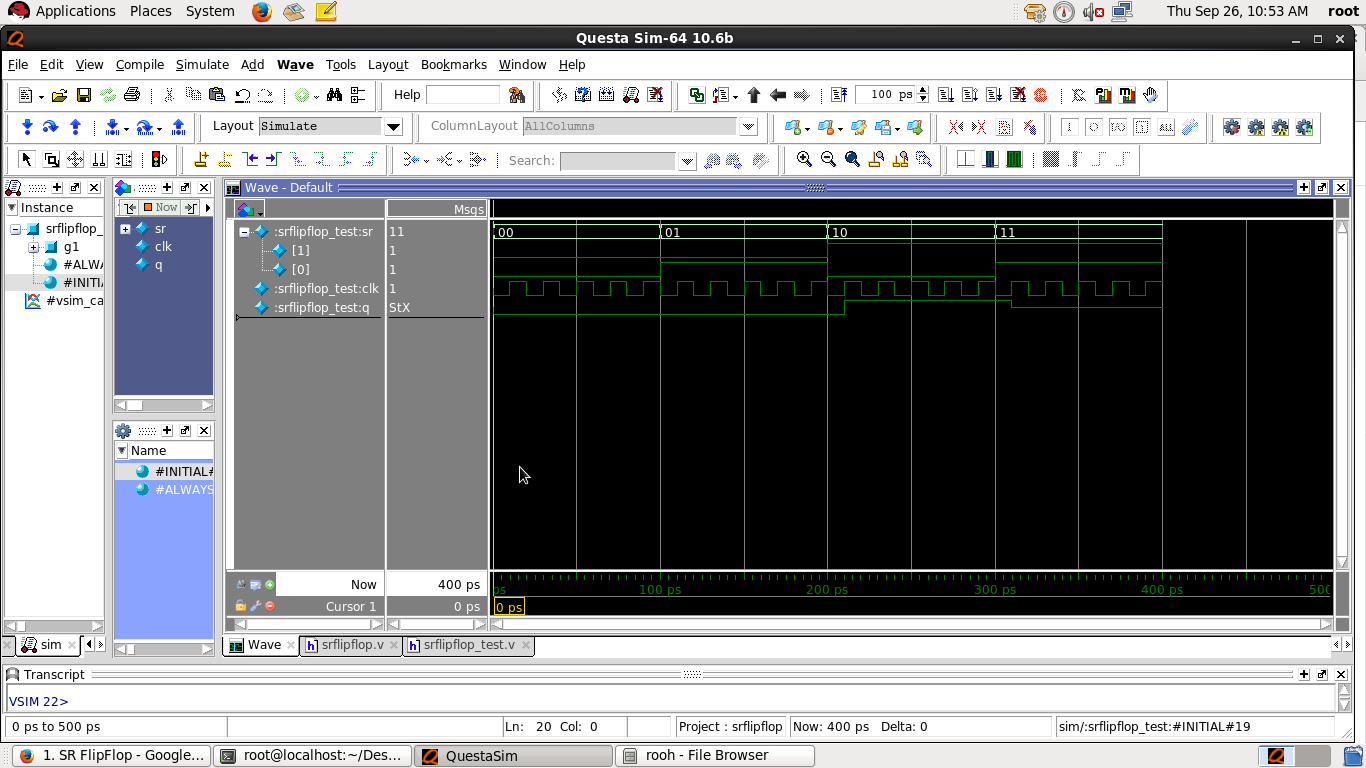 Applications Places System Thu Sep 26, 10:53 AM root
Questa Sim-64 10.6b
File Edit View Compile Simulate Add Wave Tools Layout Bookmarks Window Help
Help 100 ps
Layout Simulate ColumnLayout AllColumns
Search:
Now Wave - Default
Instance Msgs
srflipflop_
g1
#ALWA
#INITIA
#vsim_ca
sr
clk
q
:srflipflop_test:sr 11 00 01 10 11
[1] 1
[0] 1
:srflipflop_test:clk 1
:srflipflop_test:q StX
Name
#INITIAL#
#ALWAYS
Now 400 ps ps 100 ps 200 ps 300 ps 400 ps 500
Cursor 1 0 ps 0 ps
sim Wave srflipflop.v srflipflop_test.v
Transcript
VSIM 22>
0 ps to 500 ps Ln: 20 Col: 0 Project : srflipflop Now: 400 ps Delta: 0 sim/:srflipflop_test:#INITIAL#19
1. SR FlipFlop - Google... root@localhost:~/Des... QuestaSim rooh - File Browser